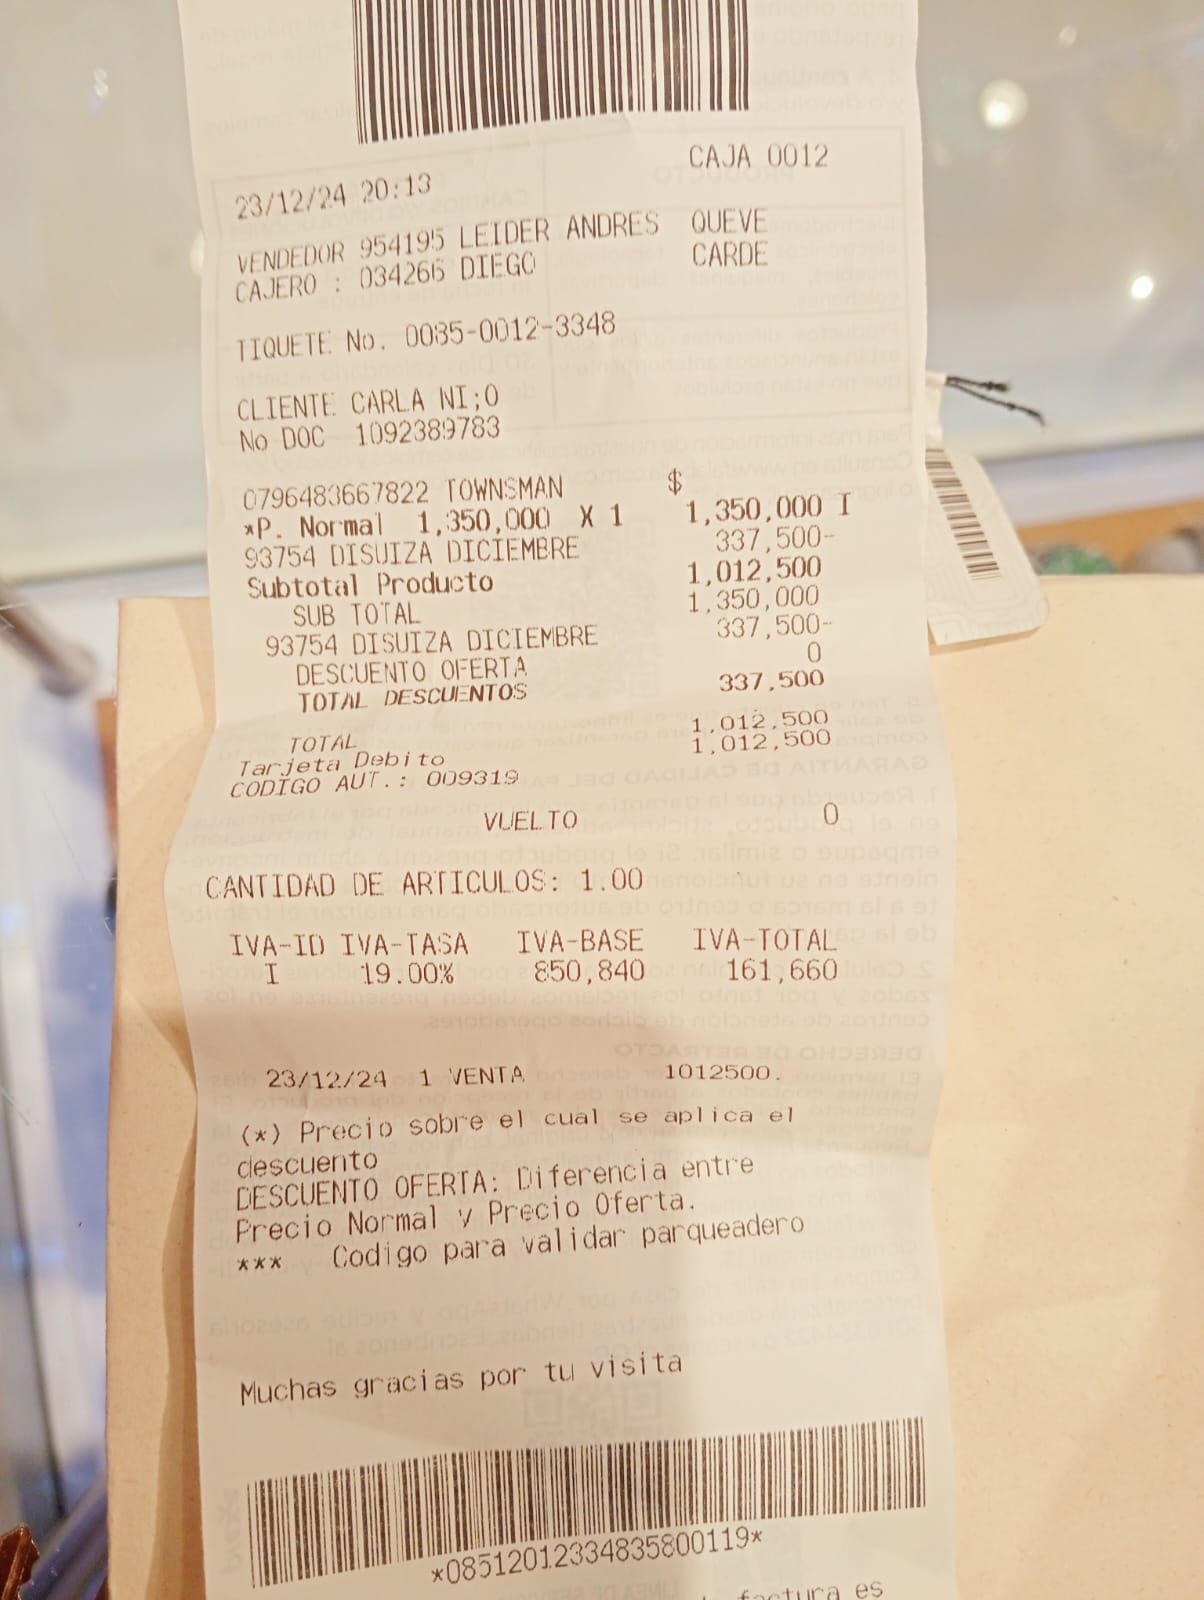 CAJA 0012
23/12/24 20:13
VENDEDOR 954195 LEIDER ANDRES QUEVE
CAJERO : 034266 DIEGO CARDE
TIQUETE No. 0085-0012-3348
CLIENTE CARLA NI;O
No DOC 1092389783
$
0796483667822 TOWNSMAN
*P. Normal 1,350,000 X 1 1,350,000 I
93754 DISUIZA DICIEMBRE 337,500-
Subtotal Producto 1,012,500
SUB TOTAL 1,350,000
93754 DISUIZA DICIEMBRE 337,500-
DESCUENTO OFERTA 0
TOTAL DESCUENTOS 337,500
TOTAL 1,012,500
Tarjeta Debito 1,012,500
CODIGO AUT.: 009319
VUELTO 0
CANTIDAD DE ARTICULOS: 1.00
IVA-ID IVA-TASA IVA-BASE IVA-TOTAL
I 19.00% 850,840 161,660
23/12/24 1 VENTA 1012500.
(*) Precio sobre el cual se aplica el
descuento
DESCUENTO OFERTA: Diferencia entre
Precio Normal y Precio Oferta.
*** Codigo para validar parqueadero
Muchas gracias por tu visita
*08512012334835800119*
factura es